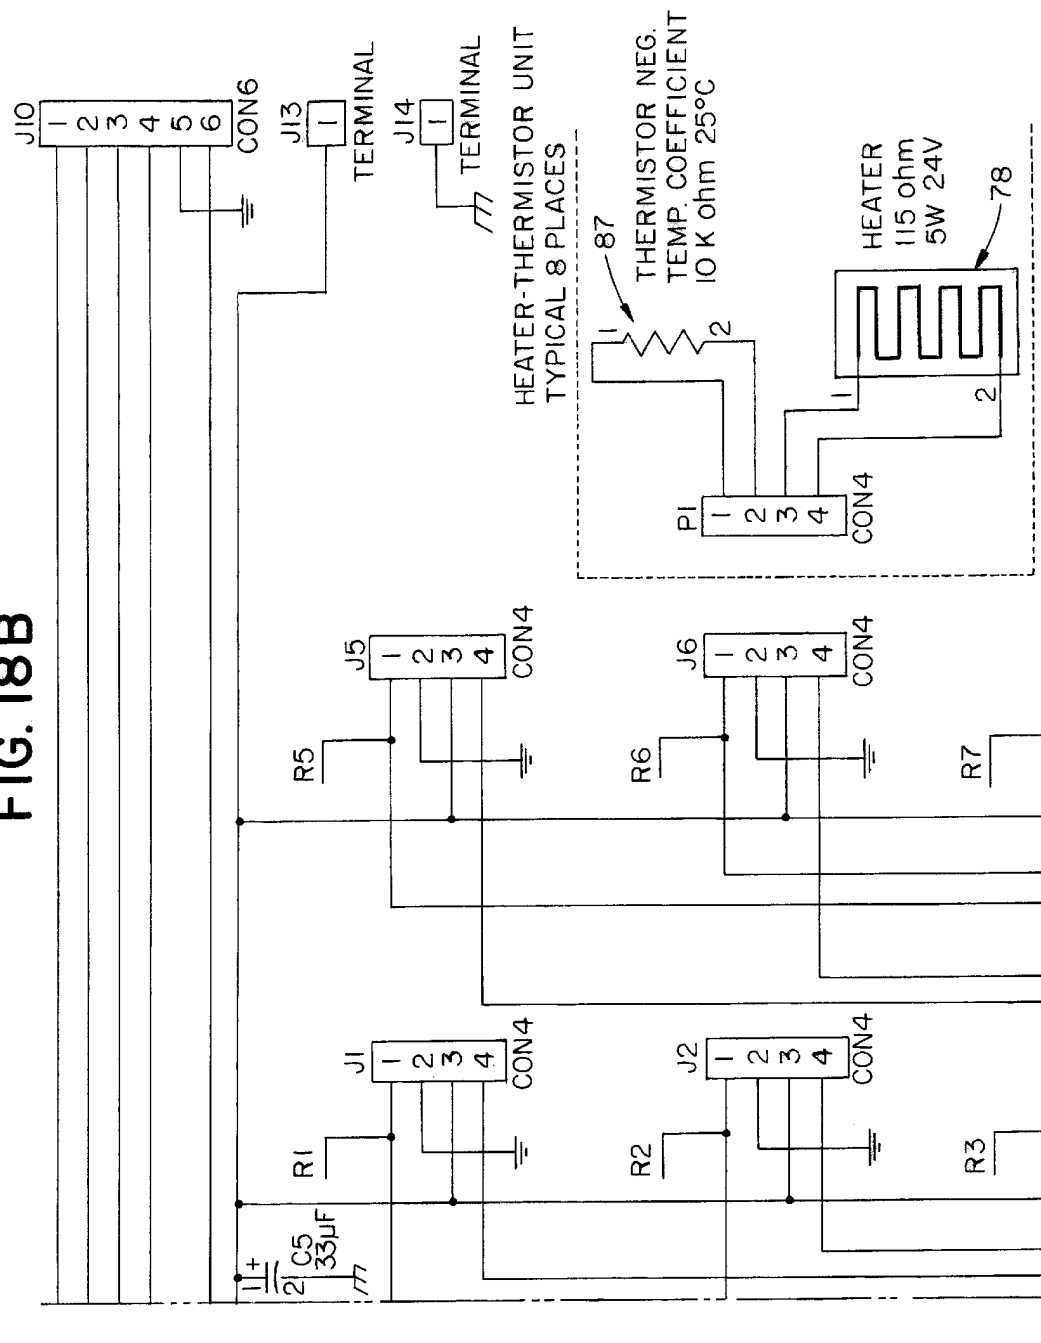 FIG. 18B
J10
1
2
3
4
5
6
CON6
J13
1
TERMINAL
J14
1
TERMINAL
HEATER-THERMISTOR UNIT
TYPICAL 8 PLACES
87
THERMISTOR NEG.
TEMP. COEFFICIENT
10 K ohm 25°C
1
2
HEATER
115 ohm
5W 24V
78
1
2
P1
1
2
3
4
CON4
J5
1
2
3
4
CON4
R5
J6
1
2
3
4
CON4
R6
R7
J1
1
2
3
4
CON4
R1
J2
1
2
3
4
CON4
R2
R3
1
+
2
C5
33µF